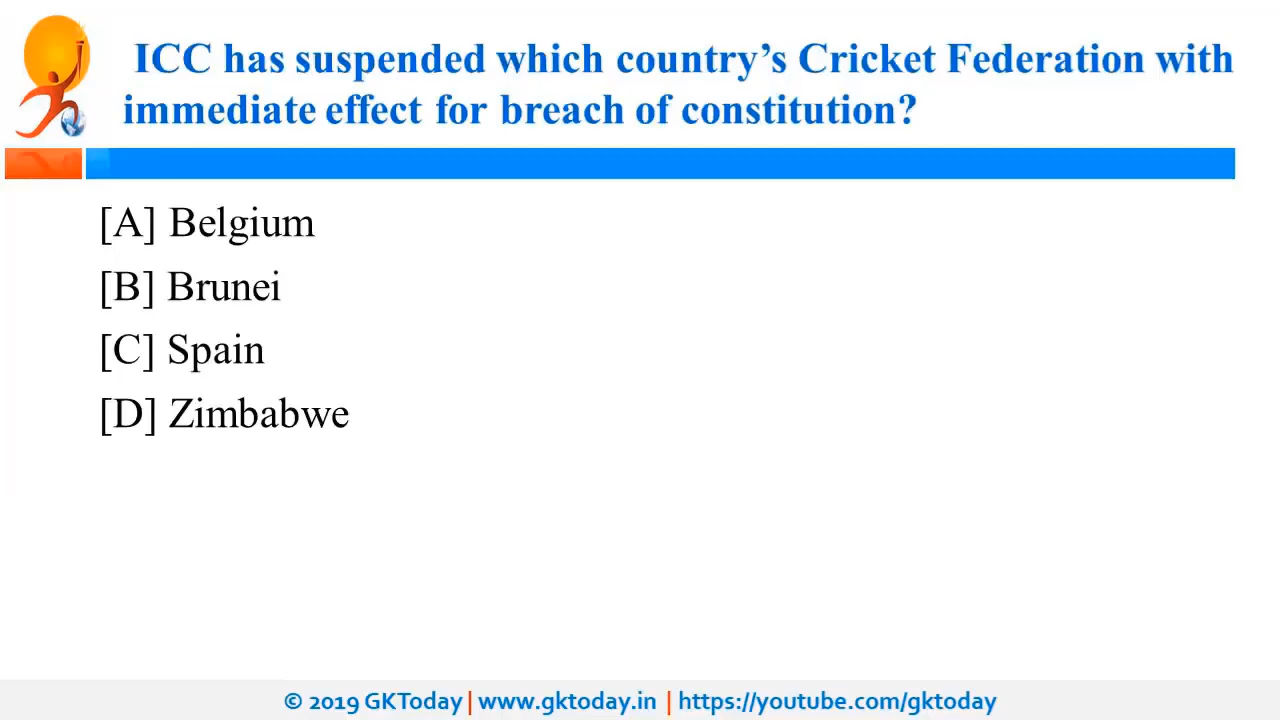 ICC has suspended which country’s Cricket Federation with
immediate effect for breach of constitution?
[A] Belgium
[B] Brunei
[C] Spain
[D] Zimbabwe
© 2019 GKToday | www.gktoday.in | https://youtube.com/gktoday